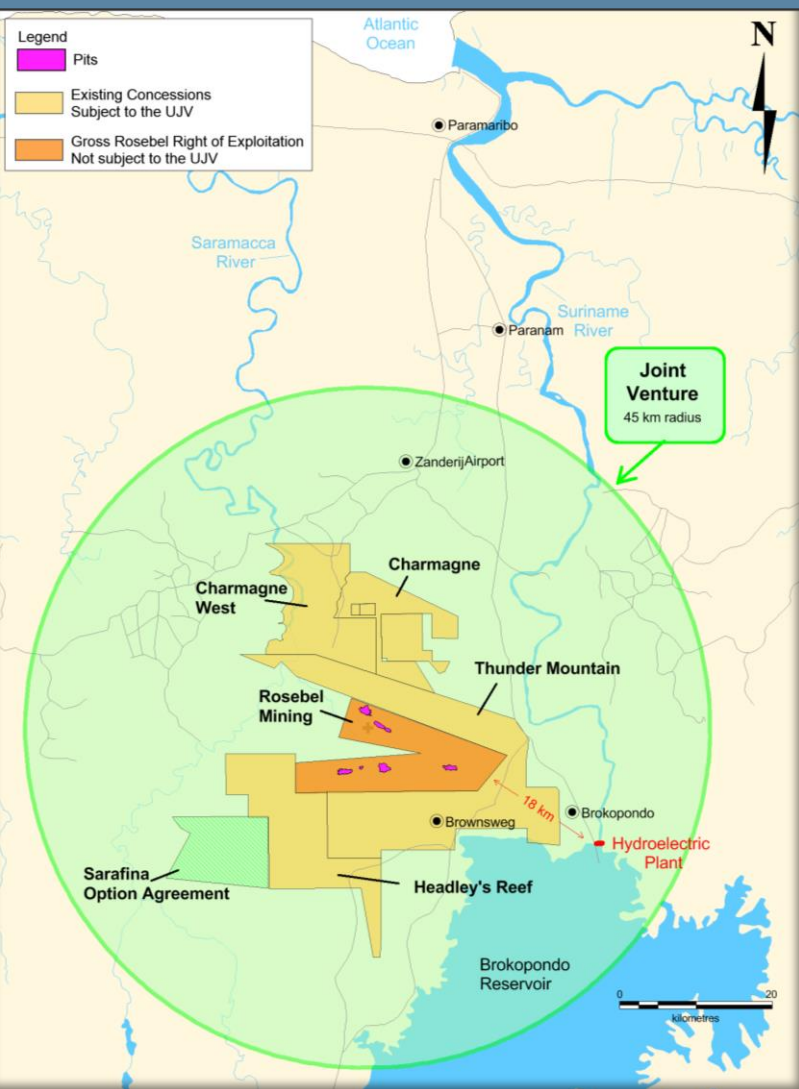 Atlantic
Ocean
N
Legend
Pits
Existing Concessions
Subject to the UJV
Gross Rosebel Right of Exploitation
Not subject to the UJV
Paramaribo
Saramacca
River
Suriname
River
Paranam
Joint
Venture
45 km radius
ZanderijAirport
Charmagne
Charmagne
West
Thunder Mountain
Rosebel
Mining
18 km
Brokopondo
Brownsweg
Hydroelectric
Plant
Sarafina
Option Agreement
Headley's Reef
Brokopondo
Reservoir
0 20
kilometres